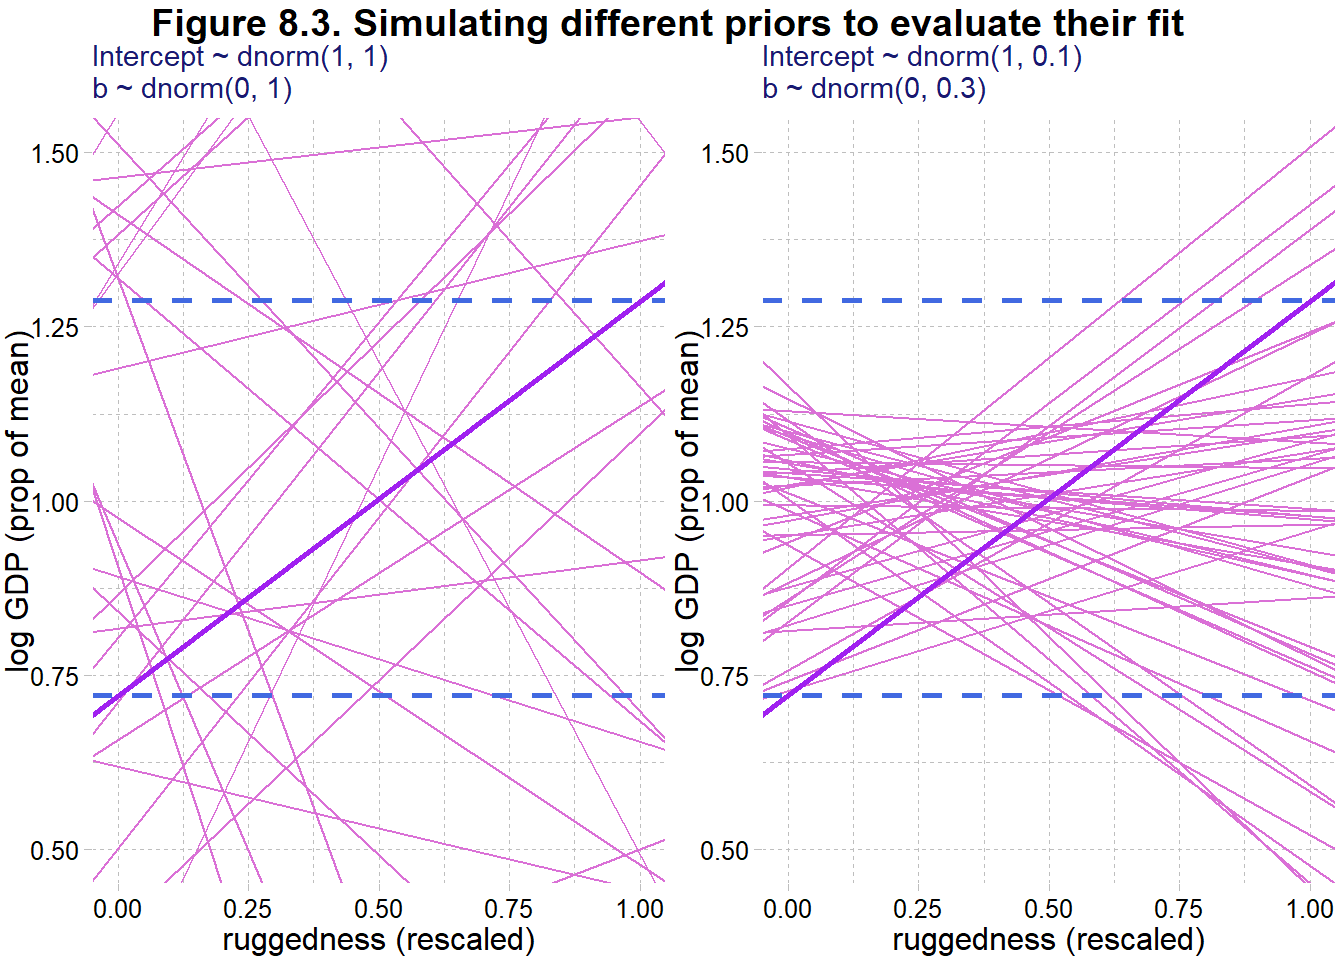 Figure 8.3. Simulating different priors to evaluate their fit
Intercept ~ dnorm(1, 1)
b ~ dnorm(0, 1)
log GDP (prop of mean)
1.50
1.25
1.00
0.75
0.50
0.00 0.25 0.50 0.75 1.00
ruggedness (rescaled)
Intercept ~ dnorm(1, 0.1)
b ~ dnorm(0, 0.3)
log GDP (prop of mean)
1.50
1.25
1.00
0.75
0.50
0.00 0.25 0.50 0.75 1.00
ruggedness (rescaled)